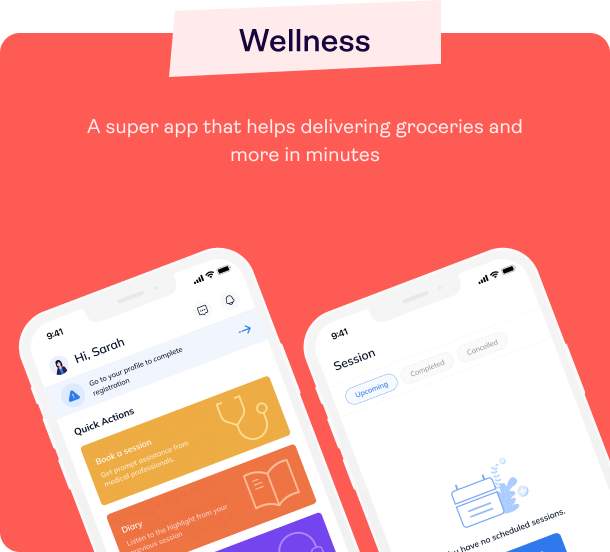 Wellness
A super app that helps delivering groceries and
more in minutes
9:41
Hi, Sarah
Go to your profile to complete
registration
Quick Actions
Book a session
Get prompt assistance from
medical professionals.
Diary
Listen to the highlight from your
previous session
9:41
Session
Upcoming
Completed
Cancelled
you have no scheduled sessions.